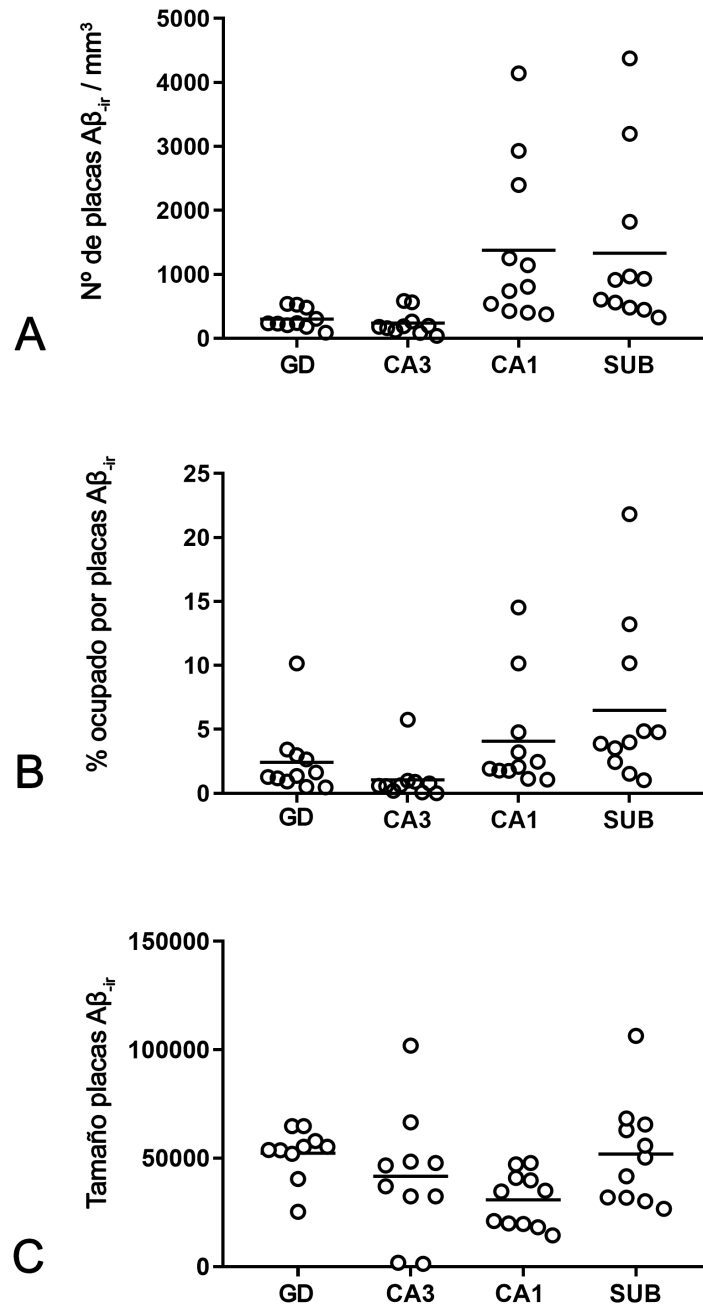 Nº de placas Aβ-ir / mm³
5000
4000
3000
2000
1000
0
GD CA3 CA1 SUB
A
% ocupado por placas Aβ-ir
25
20
15
10
5
0
GD CA3 CA1 SUB
B
Tamaño placas Aβ-ir
150000
100000
50000
0
GD CA3 CA1 SUB
C